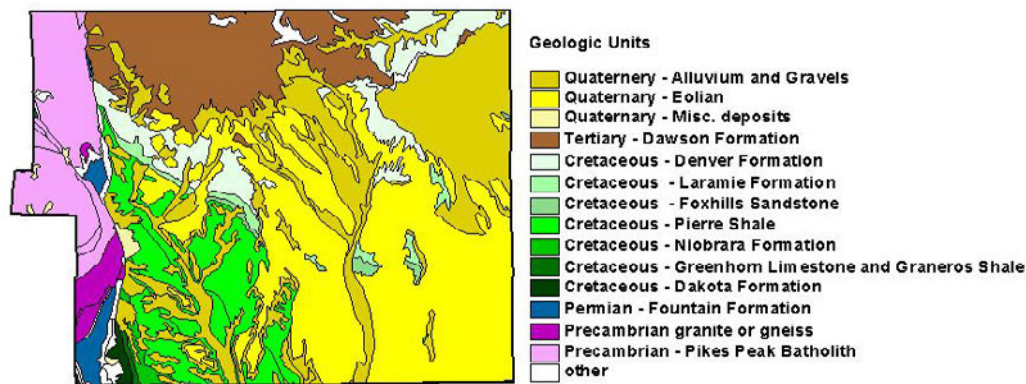 Geologic Units
Quaternery - Alluvium and Gravels
Quaternary - Eolian
Quaternary - Misc. deposits
Tertiary - Dawson Formation
Cretaceous - Denver Formation
Cretaceous - Laramie Formation
Cretaceous - Foxhills Sandstone
Cretaceous - Pierre Shale
Cretaceous - Niobrara Formation
Cretaceous - Greenhorn Limestone and Graneros Shale
Cretaceous - Dakota Formation
Permian - Fountain Formation
Precambrian granite or gneiss
Precambrian - Pikes Peak Batholith
other